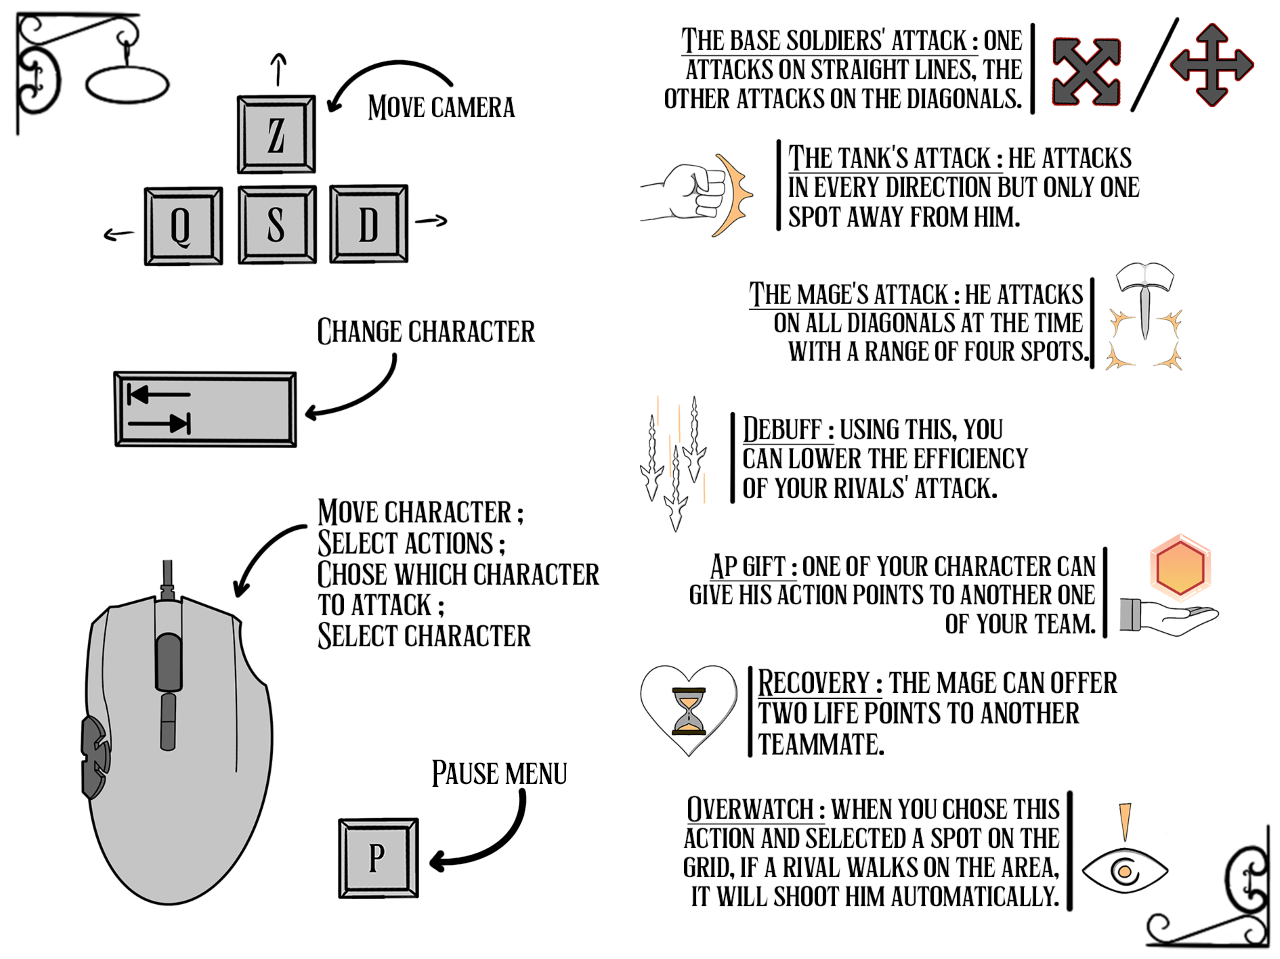 Move camera
Z
Q S D
Change character
Move character ;
Select actions ;
Chose which character
to attack ;
Select character
Pause menu
P
The base soldiers' attack : one
attacks on straight lines, the
other attacks on the diagonals.
The tank's attack : he attacks
in every direction but only one
spot away from him.
The mage's attack : he attacks
on all diagonals at the time
with a range of four spots.
Debuff : using this, you
can lower the efficiency
of your rivals' attack.
Ap gift : one of your character can
give his action points to another one
of your team.
Recovery : the mage can offer
two life points to another
teammate.
Overwatch : when you chose this
action and selected a spot on the
grid, if a rival walks on the area,
it will shoot him automatically.